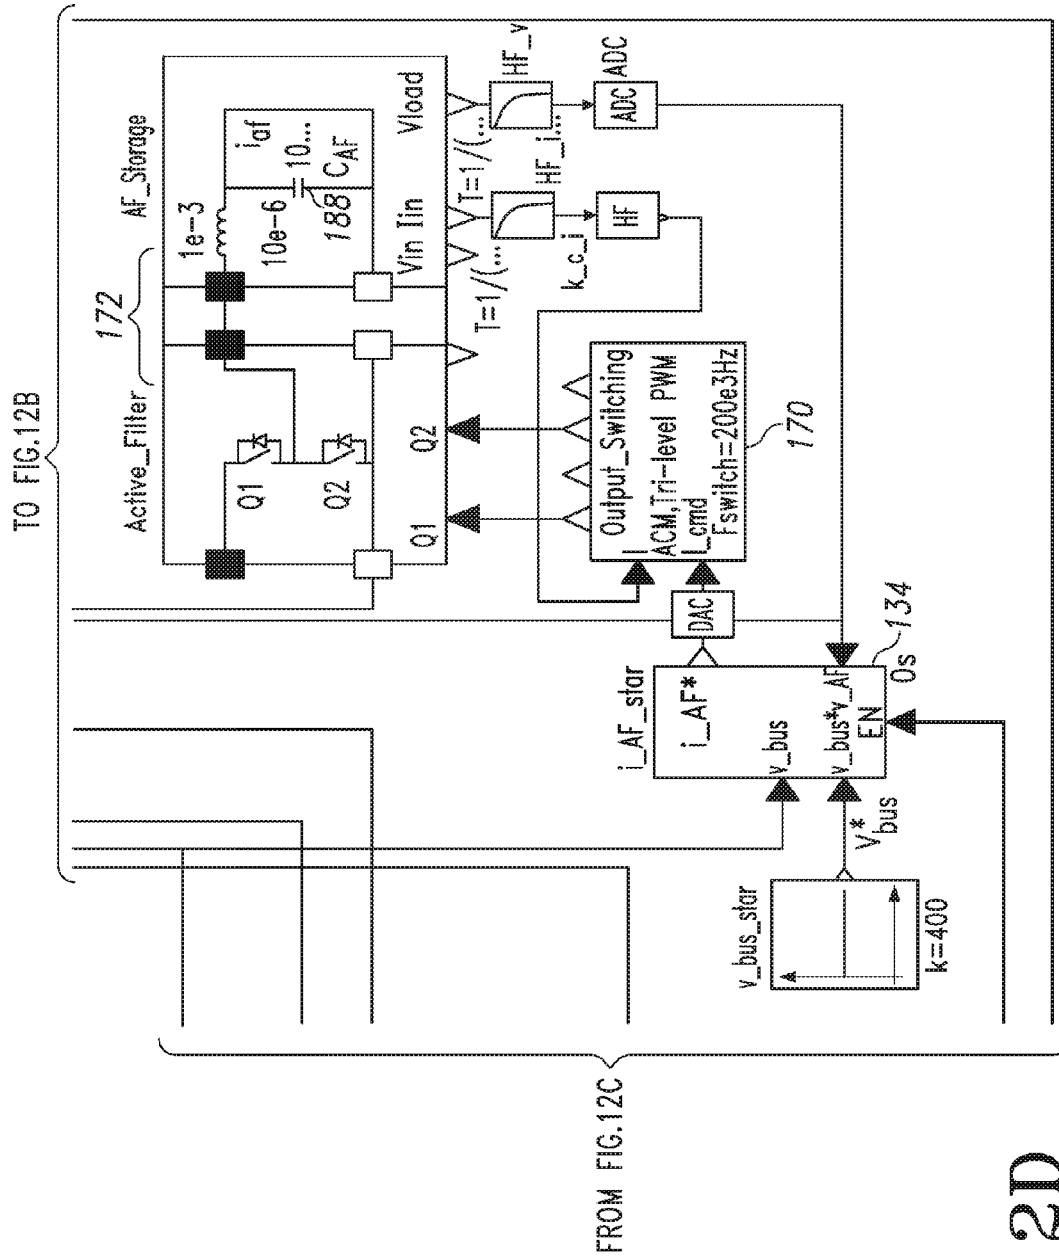 TO FIG.12B
172
Active_Filter
AF_Storage
1e-3
i_af
10e-6
10...
188
C_AF
Q1
Q2
Q1
Q2
Vin Iin
Vload
T=1/(...
T=1/(...
HF_i...
HF_v
k_c_i
HF
ADC
ADC
Output_Switching
I
ACM,Tri-level PWM
I_cmd
Fswitch=200e3Hz
170
DAC
i_AF_star
i_AF*
v_bus
v_bus*v_AF
EN
134
0s
V*bus
v_bus_star
k=400
FROM FIG.12C
2D